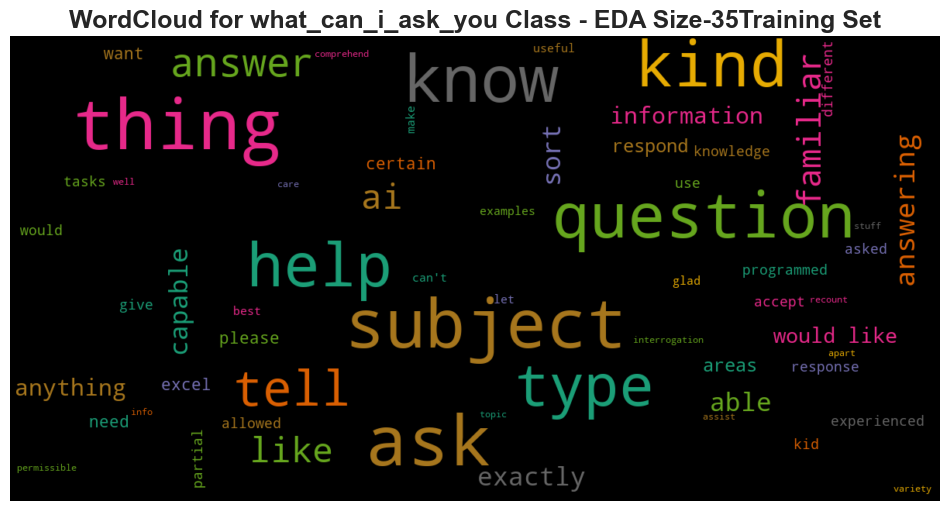 WordCloud for what_can_i_ask_you Class - EDA Size-35Training Set
want
answer
comprehend
know
useful
kind
familiar
different
thing
make
information
certain
sort
respond
knowledge
answering
tasks
well
care
ai
use
examples
question
stuff
would
asked
help
capable
can't
programmed
glad
give
let
accept
recount
best
subject
please
interrogation
would like
apart
anything
excel
tell
type
areas
response
able
need
info
allowed
topic
assist
experienced
like
ask
kid
partial
exactly
permissible
variety